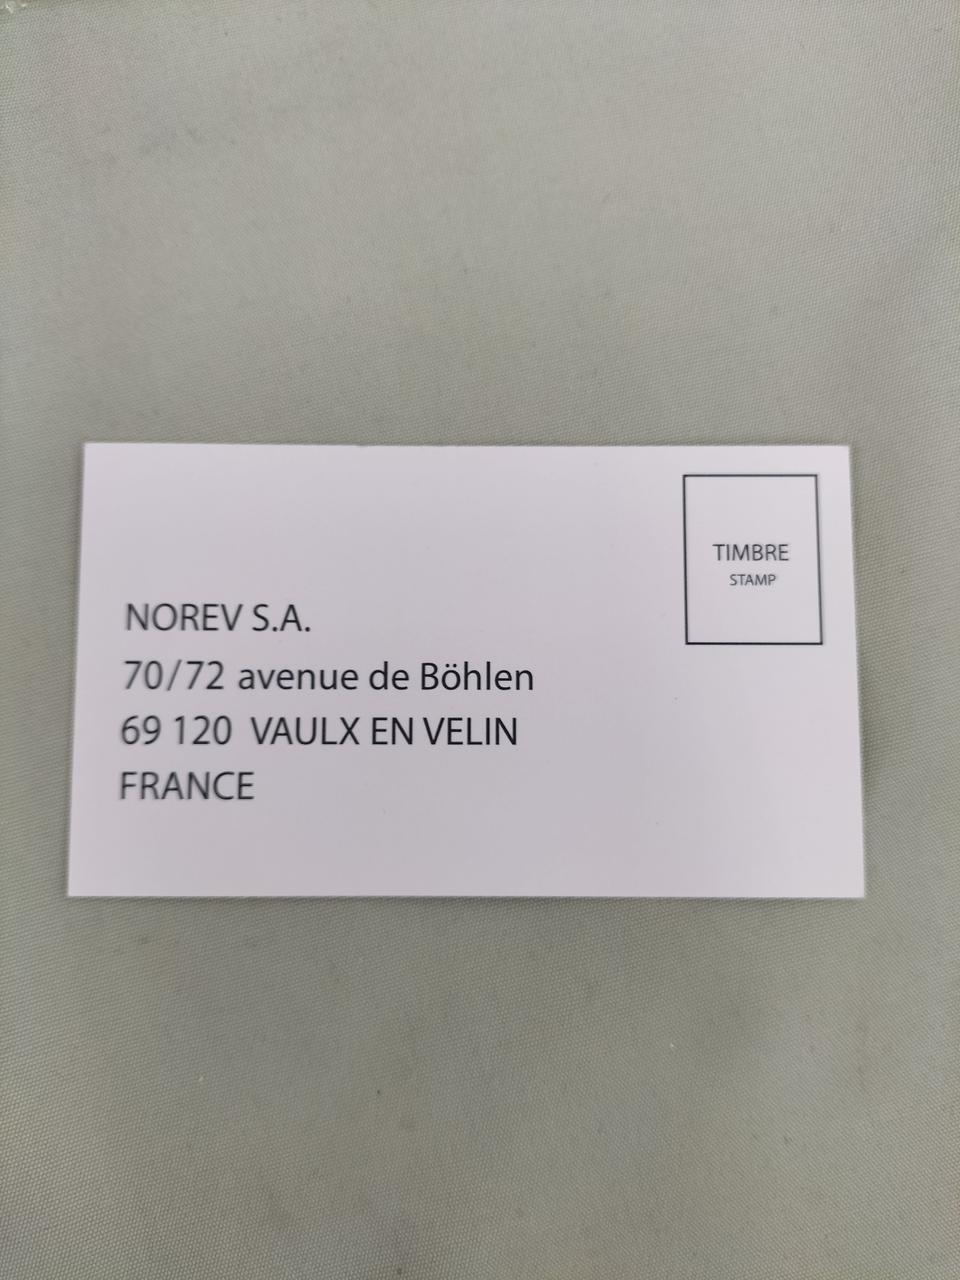 TIMBRE
STAMP
NOREV S.A.
70/72 avenue de Böhlen
69 120 VAULX EN VELIN
FRANCE